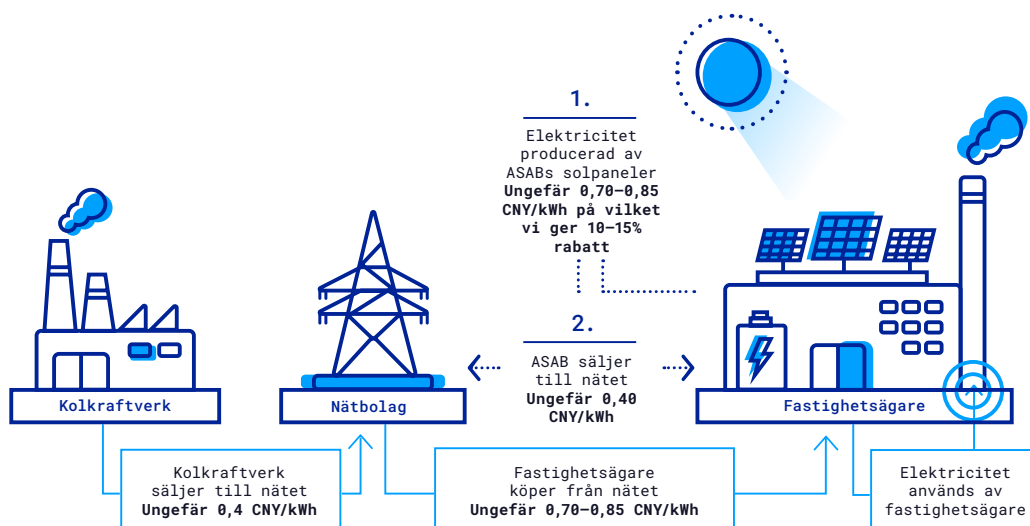 1.
Elektricitet
producerad av
ASABs solpaneler
Ungefär 0,70–0,85
CNY/kWh på vilket
vi ger 10–15%
rabatt
2.
ASAB säljer
till nätet
Ungefär 0,40
CNY/kWh
Kolkraftverk
Nätbolag
Fastighetsägare
Kolkraftverk
säljer till nätet
Ungefär 0,4 CNY/kWh
Fastighetsägare
köper från nätet
Ungefär 0,70–0,85 CNY/kWh
Elektricitet
används av
fastighetsägare